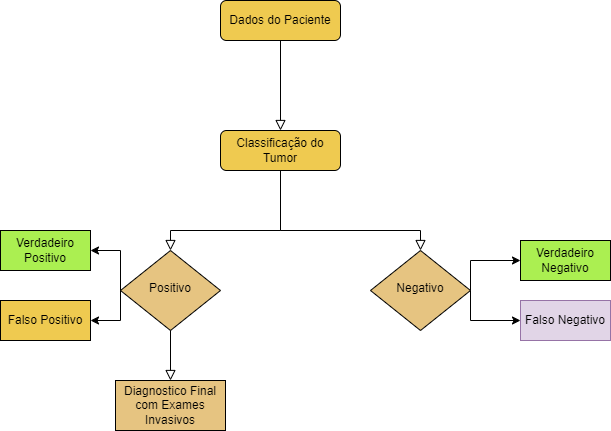 Dados do Paciente
Classificação do
Tumor
Verdadeiro
Positivo
Positivo
Falso Positivo
Negativo
Verdadeiro
Negativo
Falso Negativo
Diagnostico Final
com Exames
Invasivos